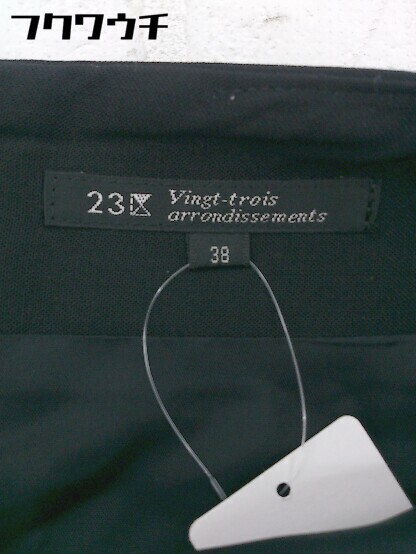 フクワウチ
23区 Vingt-trois
arrondissements
38